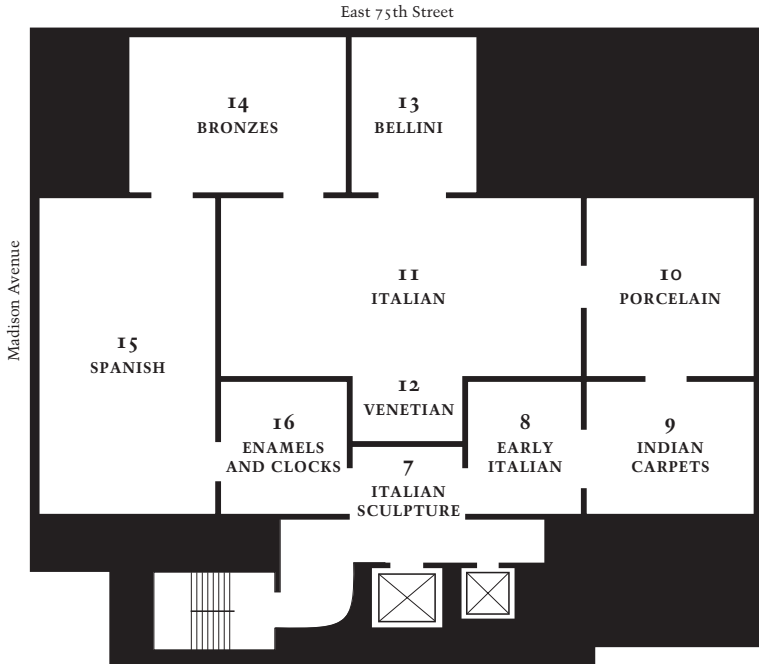 East 75th Street
Madison Avenue
14
BRONZES
13
BELLINI
11
ITALIAN
10
PORCELAIN
15
SPANISH
12
VENETIAN
16
ENAMELS
AND CLOCKS
7
ITALIAN
SCULPTURE
8
EARLY
ITALIAN
9
INDIAN
CARPETS